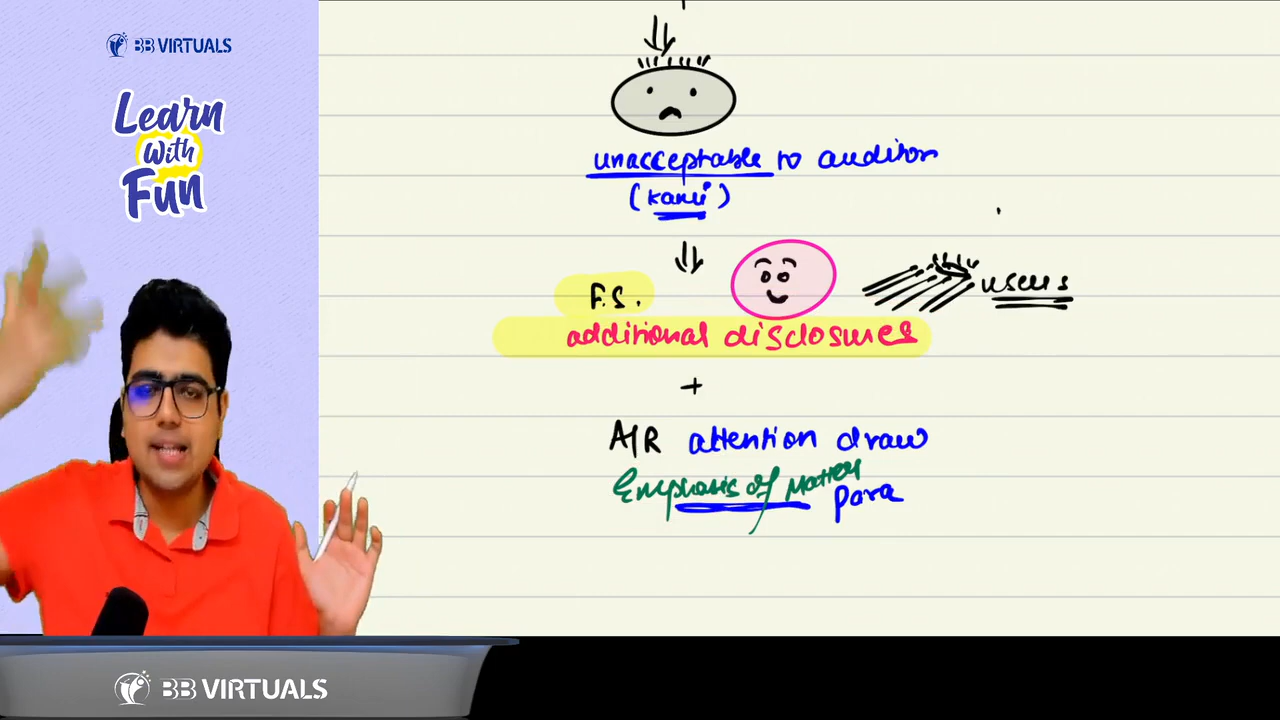 BB VIRTUALS
Learn
With
Fun
unacceptable to auditor
(Kami)
F.S.
users
additional disclosures
+
A/R attention draw
Emphasis of Matter
para
BB VIRTUALS